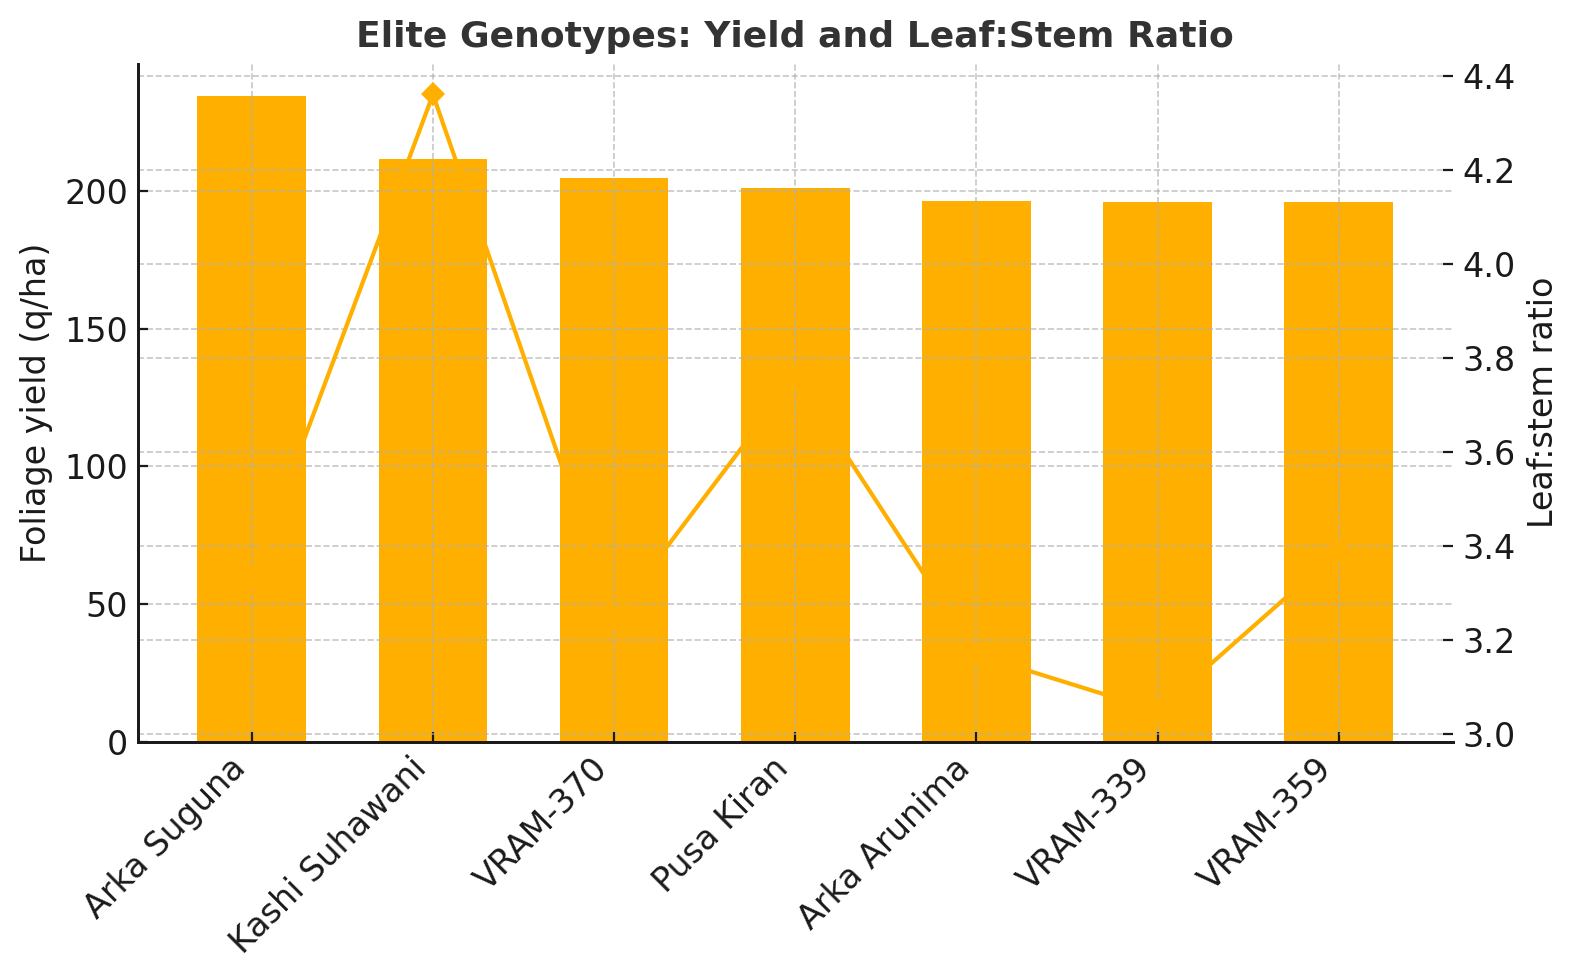 Elite Genotypes: Yield and Leaf:Stem Ratio
Foliage yield (q/ha)
200
150
100
50
0
4.4
4.2
4.0
3.8
3.6
3.4
3.2
3.0
Leaf:stem ratio
Arka Suguna
Kashi Suhawani
VRAM-370
Pusa Kiran
Arka Arunima
VRAM-339
VRAM-359